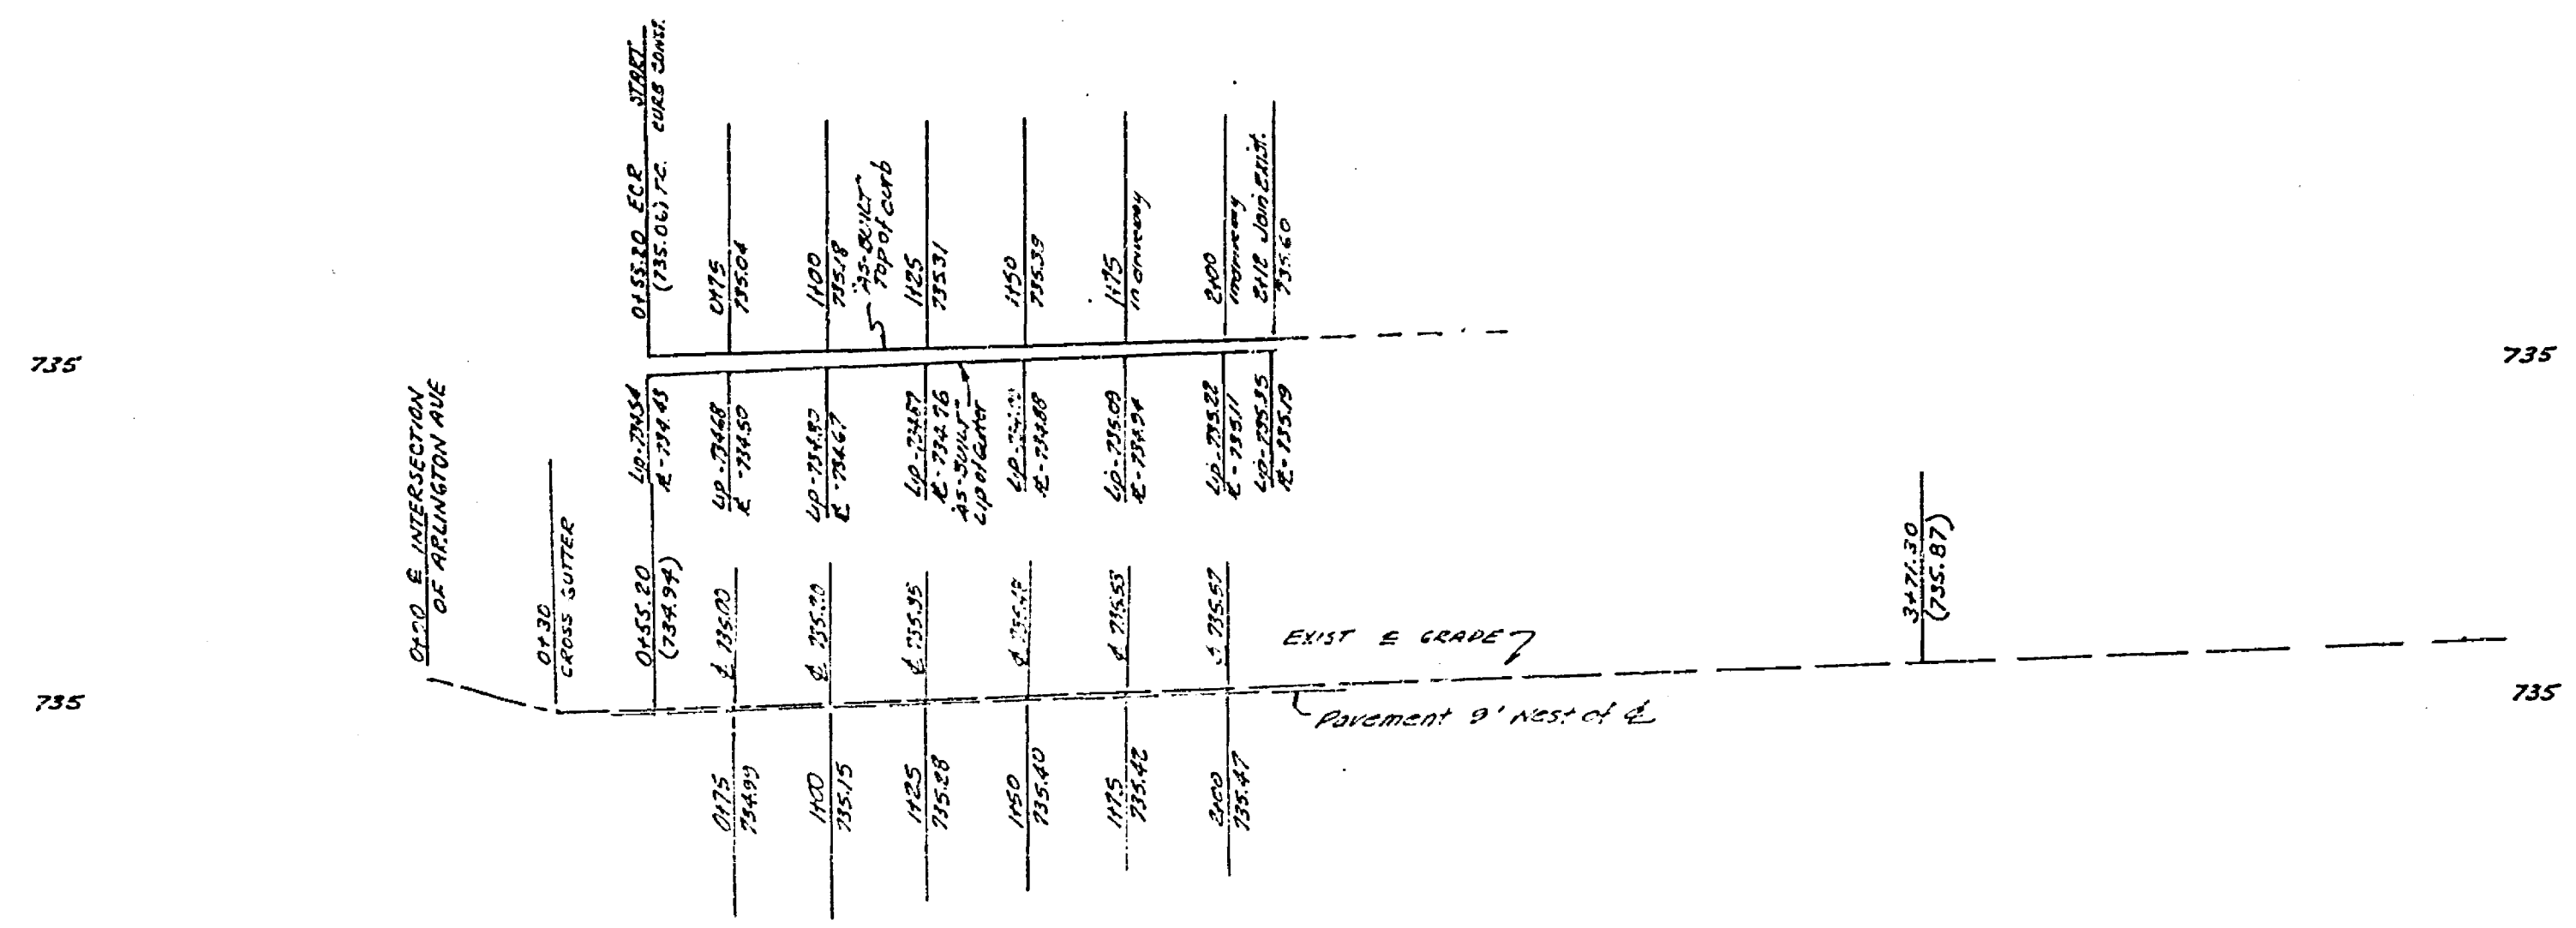 0+55.20 ECR START
(735.06) T.C. CURB CONST.
0+75
735.04
1+00
735.18
"AS-BUILT"
Top of curb
1+25
735.31
1+50
735.39
1+75
in driveway
2+00
in driveway
2+12 Join Exist.
735.60
735
735
Lip-734.54
℄-734.43
Lip-734.68
℄-734.50
Lip-734.80
℄-734.67
Lip-734.87
℄-734.76
"AS-BUILT"
Lip of Gutter
Lip-
℄-734.88
Lip-735.09
℄-734.94
Lip-735.22
℄-735.11
Lip-735.35
℄-735.19
0+00 ℄ INTERSECTION
OF ARLINGTON AVE
0+30
CROSS GUTTER
0+55.20
(734.94)
℄ 735.00
℄ 735.20
℄ 735.35
℄
℄ 735.53
℄ 735.57
EXIST ℄ GRADE
3+71.30
(735.87)
735
735
Pavement 9' West of ℄
0+75
734.99
1+00
735.15
1+25
735.28
1+50
735.40
1+75
735.42
2+00
735.47